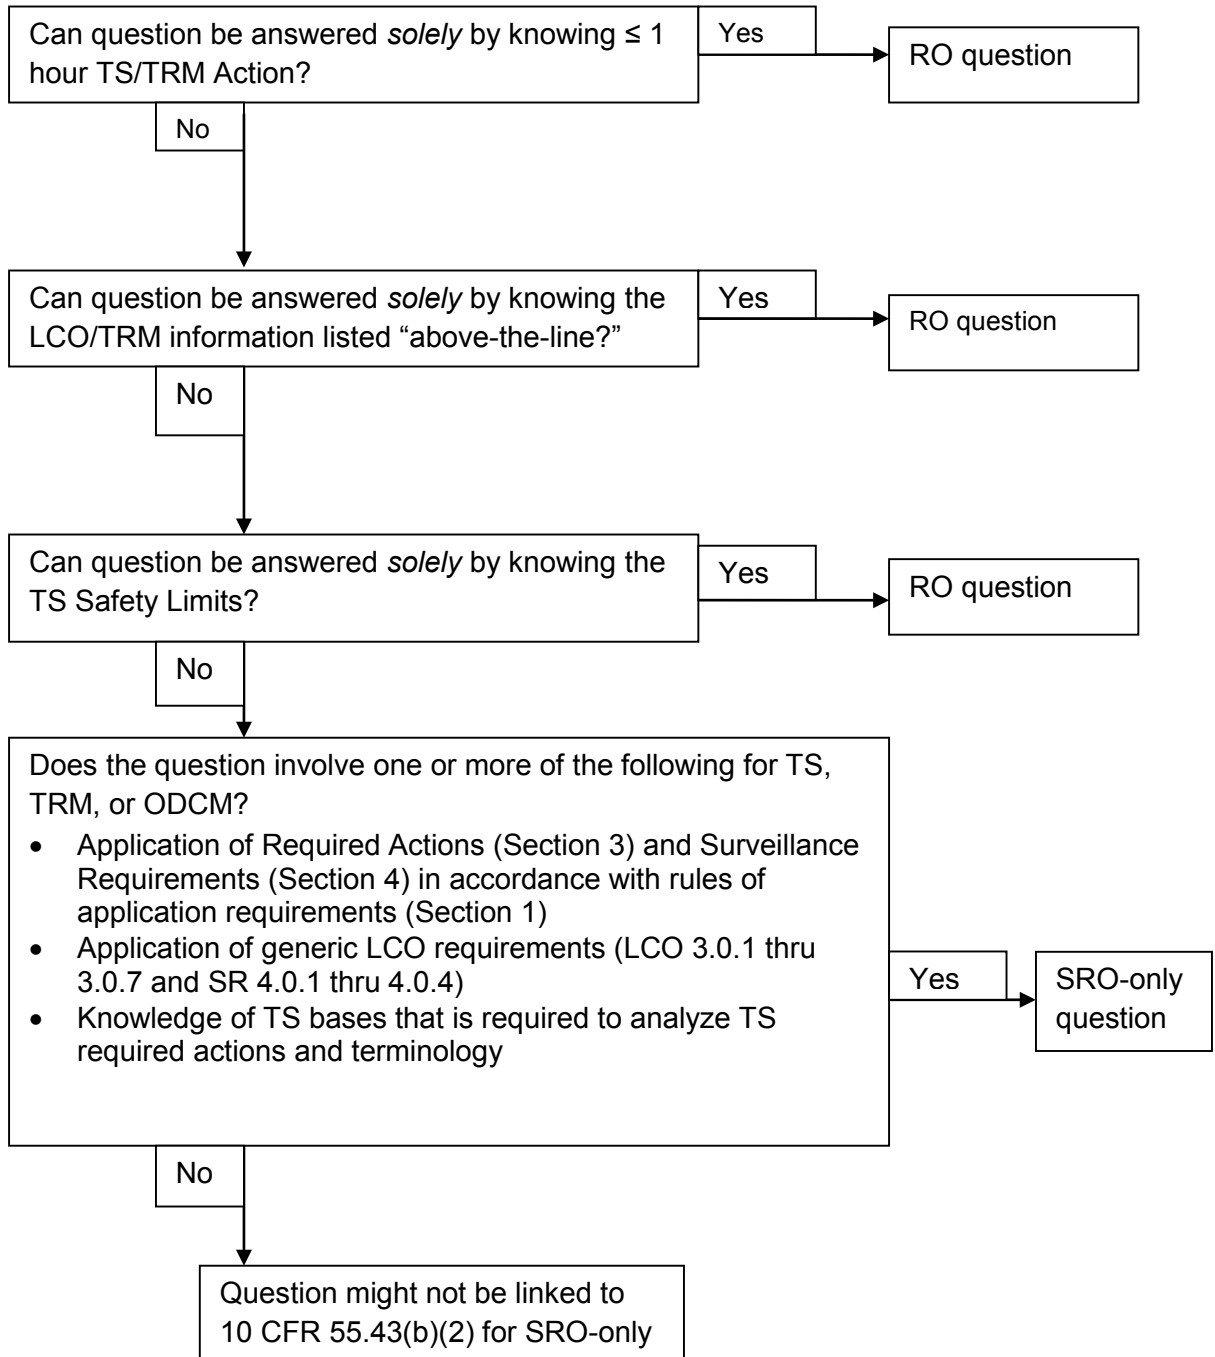 Can question be answered solely by knowing ≤ 1
hour TS/TRM Action?
Yes
RO question
No
Can question be answered solely by knowing the
LCO/TRM information listed “above-the-line?”
Yes
RO question
No
Can question be answered solely by knowing the
TS Safety Limits?
Yes
RO question
No
Does the question involve one or more of the following for TS,
TRM, or ODCM?
• Application of Required Actions (Section 3) and Surveillance
Requirements (Section 4) in accordance with rules of
application requirements (Section 1)
• Application of generic LCO requirements (LCO 3.0.1 thru
3.0.7 and SR 4.0.1 thru 4.0.4)
• Knowledge of TS bases that is required to analyze TS
required actions and terminology
Yes
SRO-only
question
No
Question might not be linked to
10 CFR 55.43(b)(2) for SRO-only